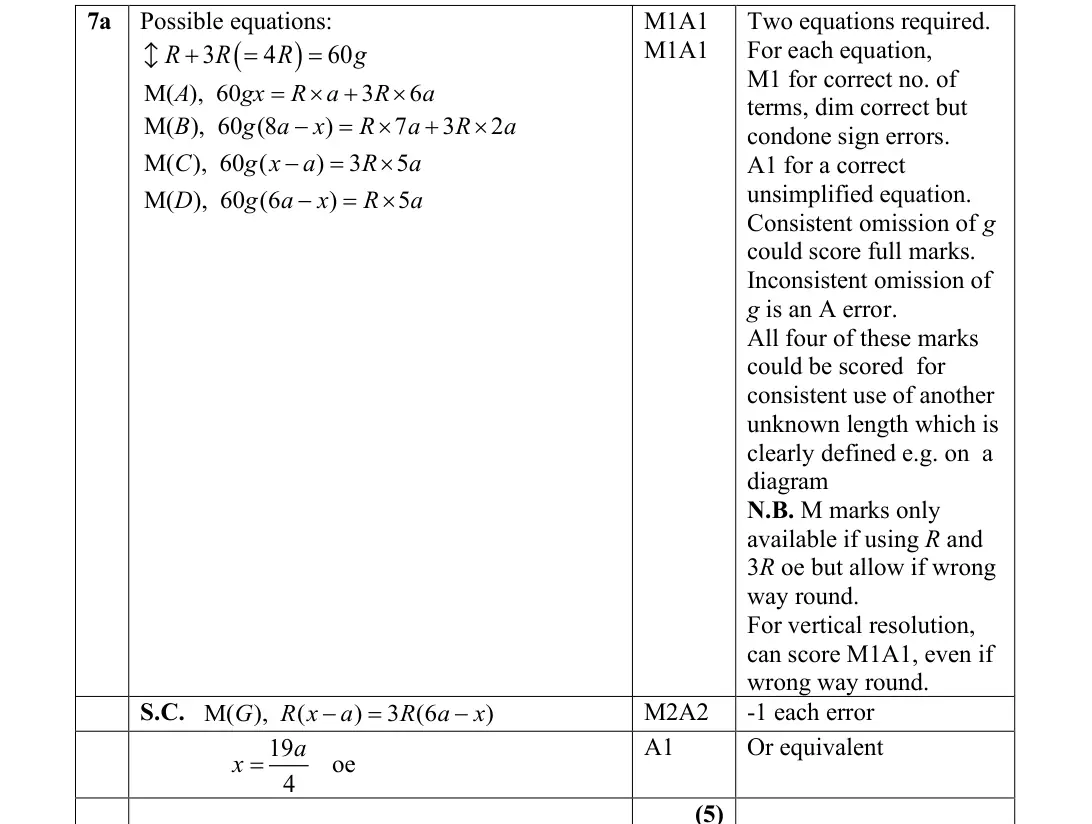 7a Possible equations: M1A1 Two equations required.
↕ R + 3R (= 4R) = 60g M1A1 For each equation,
M(A), 60gx = R × a + 3R × 6a M1 for correct no. of
M(B), 60g(8a − x) = R × 7a + 3R × 2a terms, dim correct but
condone sign errors.
M(C), 60g(x − a) = 3R × 5a A1 for a correct
M(D), 60g(6a − x) = R × 5a unsimplified equation.
Consistent omission of g
could score full marks.
Inconsistent omission of
g is an A error.
All four of these marks
could be scored for
consistent use of another
unknown length which is
clearly defined e.g. on a
diagram
N.B. M marks only
available if using R and
3R oe but allow if wrong
way round.
For vertical resolution,
can score M1A1, even if
wrong way round.
S.C. M(G), R(x − a) = 3R(6a − x) M2A2 -1 each error
x = 19a/4 oe A1 Or equivalent
(5)